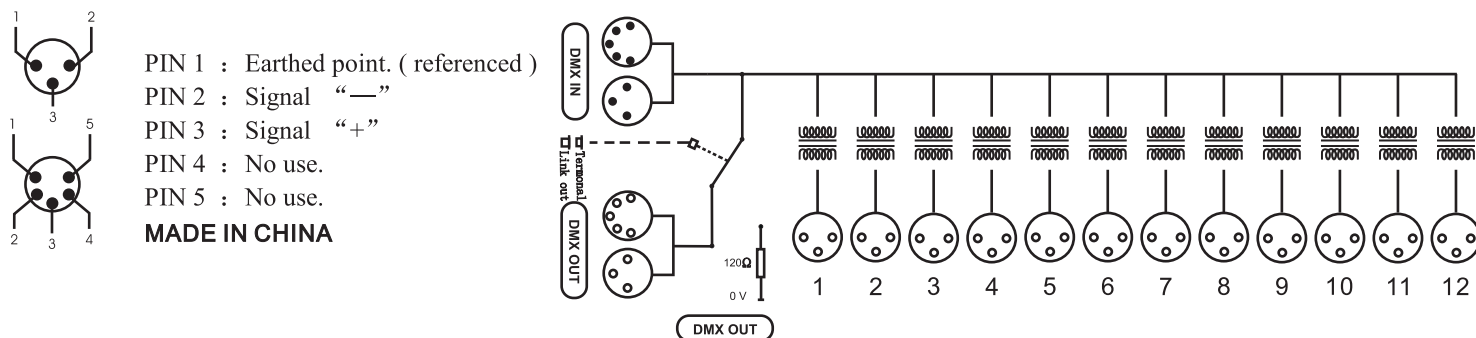 1 2
3
1 5
2 3 4
PIN 1 : Earthed point. ( referenced )
PIN 2 : Signal “—”
PIN 3 : Signal “+”
PIN 4 : No use.
PIN 5 : No use.
MADE IN CHINA
DMX IN
Termonal
Link out
DMX OUT
120Ω
0 V
DMX OUT
1 2 3 4 5 6 7 8 9 10 11 12